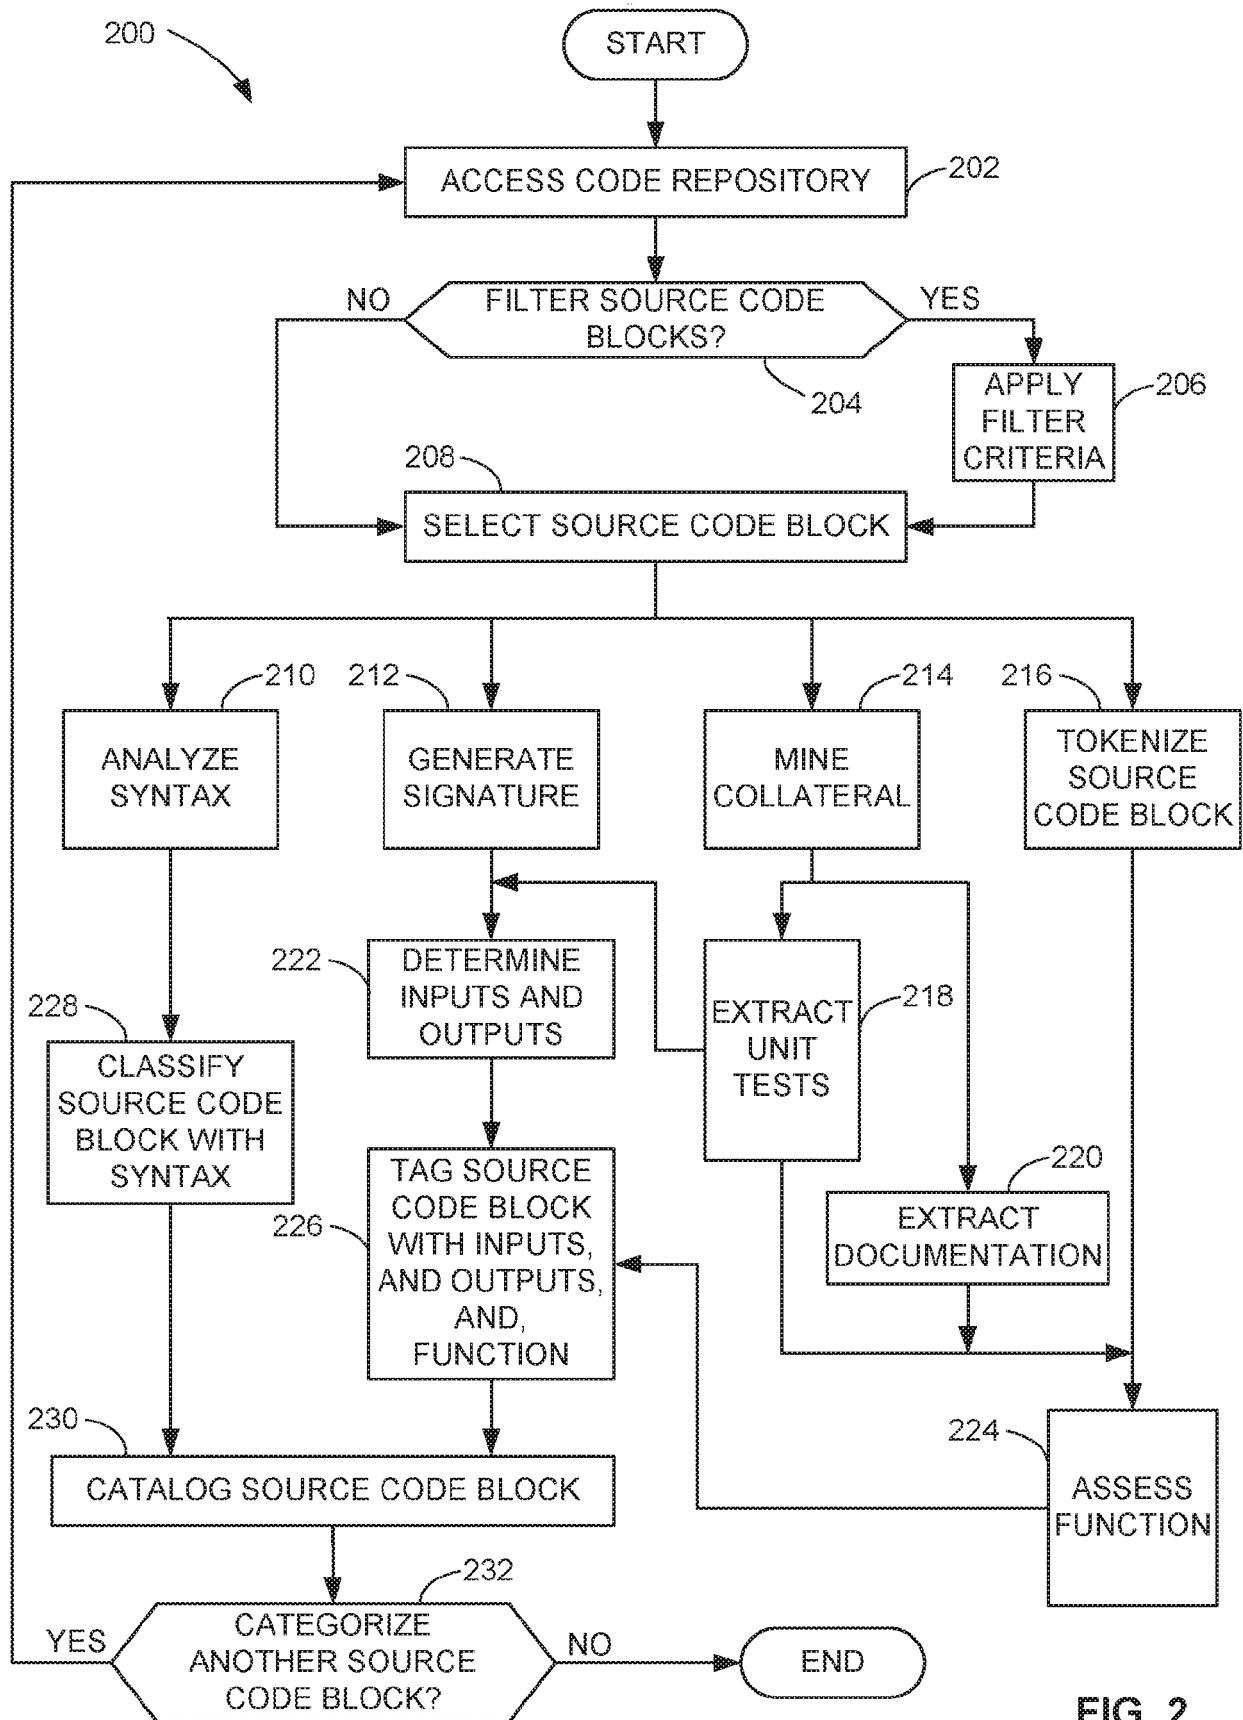 200
START
ACCESS CODE REPOSITORY
202
NO
FILTER SOURCE CODE
BLOCKS?
YES
204
APPLY
FILTER
CRITERIA
206
208
SELECT SOURCE CODE BLOCK
210
212
214
216
ANALYZE
SYNTAX
GENERATE
SIGNATURE
MINE
COLLATERAL
TOKENIZE
SOURCE
CODE BLOCK
222
DETERMINE
INPUTS AND
OUTPUTS
EXTRACT
UNIT
TESTS
218
228
CLASSIFY
SOURCE CODE
BLOCK WITH
SYNTAX
226
TAG SOURCE
CODE BLOCK
WITH INPUTS,
AND OUTPUTS,
AND,
FUNCTION
220
EXTRACT
DOCUMENTATION
230
CATALOG SOURCE CODE BLOCK
224
ASSESS
FUNCTION
232
YES
CATEGORIZE
ANOTHER SOURCE
CODE BLOCK?
NO
END
FIG. 2